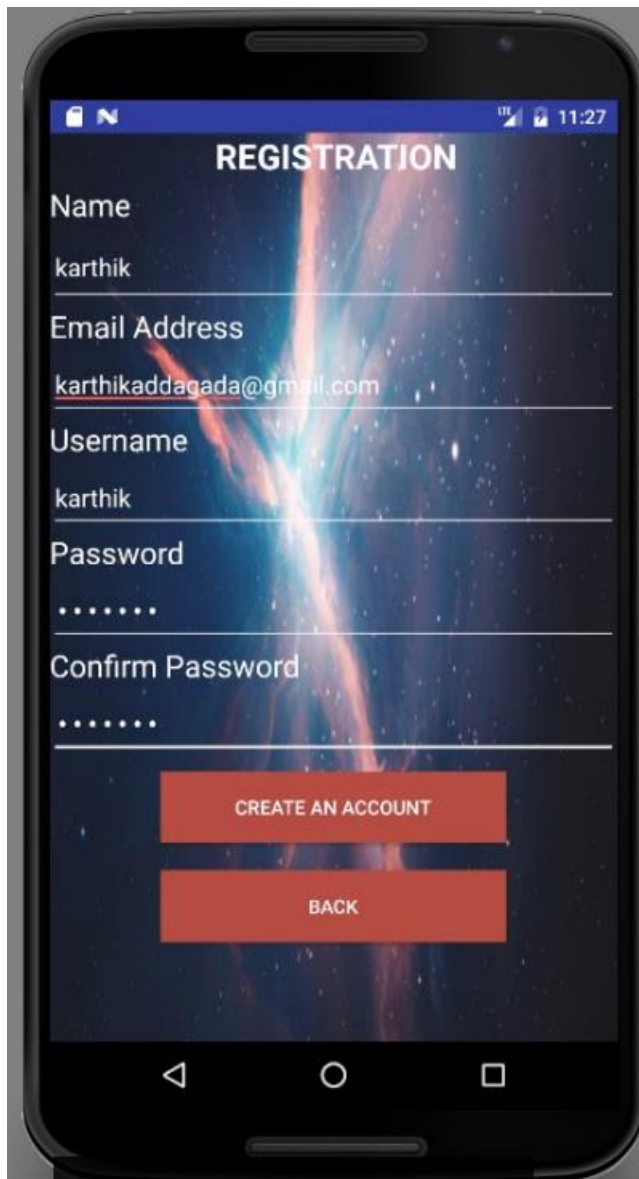 LTE 11:27
REGISTRATION
Name
karthik
Email Address
karthikaddagada@gmail.com
Username
karthik
Password
•••••••
Confirm Password
•••••••
CREATE AN ACCOUNT
BACK